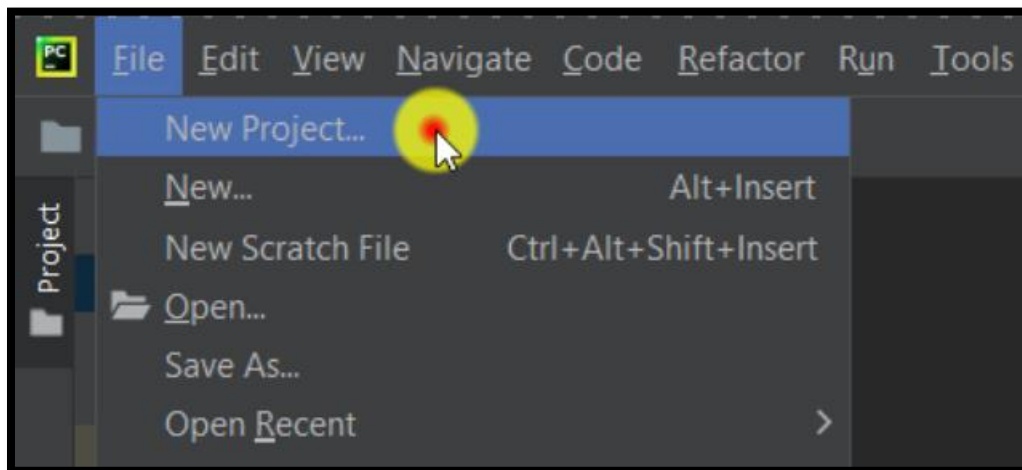 PC File Edit View Navigate Code Refactor Run Tools
New Project...
New... Alt+Insert
New Scratch File Ctrl+Alt+Shift+Insert
Project
Open...
Save As...
Open Recent